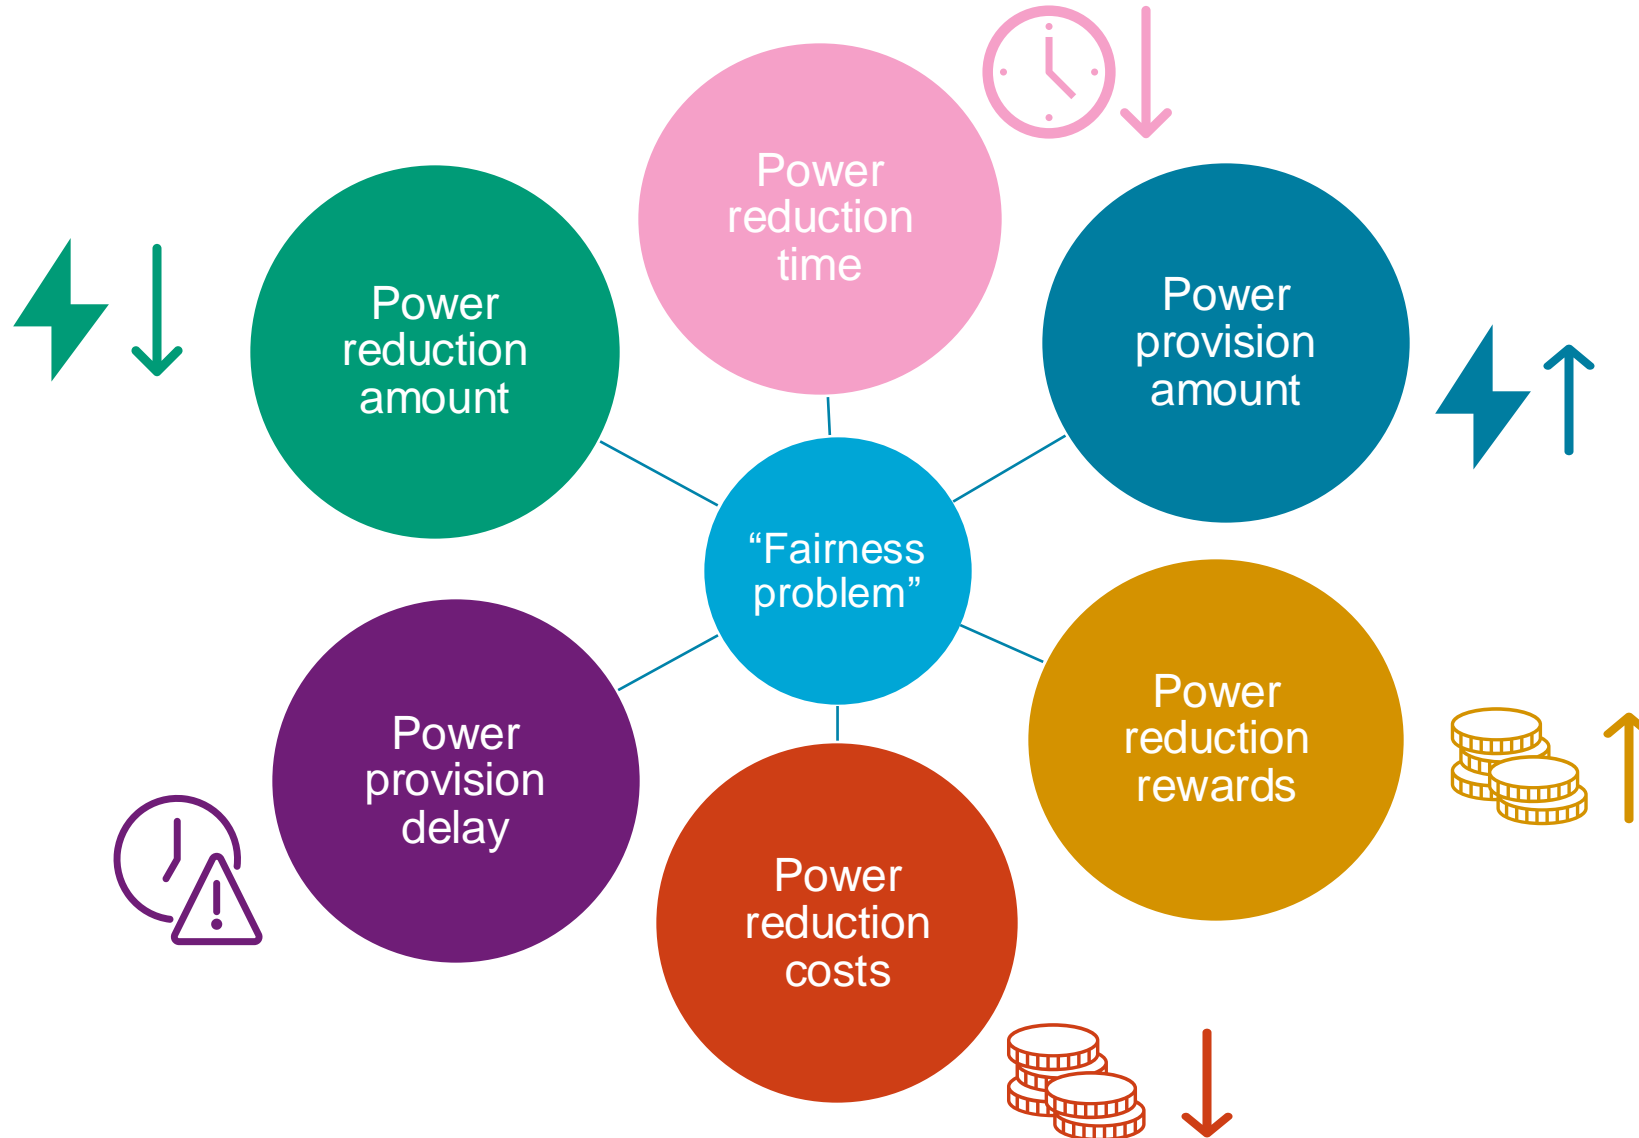 Power
reduction
time
Power
provision
amount
Power
reduction
amount
“Fairness
problem”
Power
reduction
rewards
Power
provision
delay
Power
reduction
costs